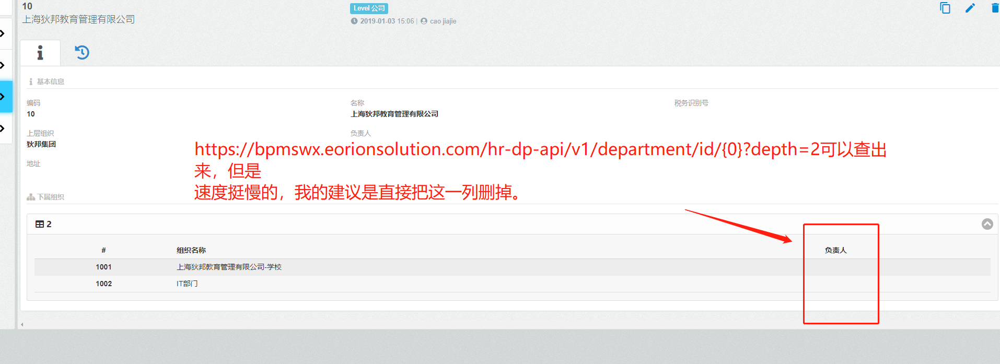 10
上海狄邦教育管理有限公司
Level 公司
2019-01-03 15:06 | cao jiajie
基本信息
编码
10
名称
上海狄邦教育管理有限公司
税务识别号
上层组织
狄邦集团
负责人
地址
https://bpmswx.eorionsolution.com/hr-dp-api/v1/department/id/{0}?depth=2可以查出
来，但是
速度挺慢的，我的建议是直接把这一列删掉。
下属组织
2
# 组织名称 负责人
1001 上海狄邦教育管理有限公司-学校
1002 IT部门